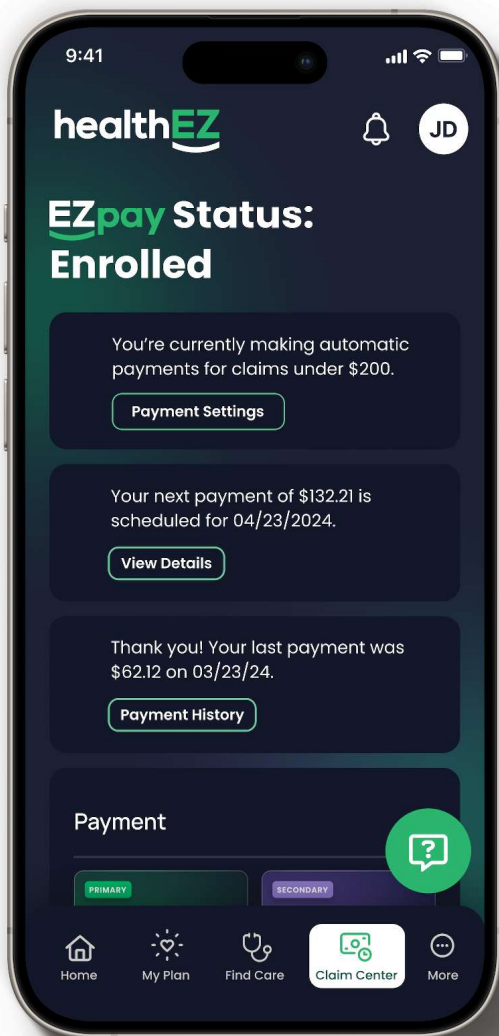 9:41
healthEZ
JD
EZpay Status:
Enrolled
You're currently making automatic
payments for claims under $200.
Payment Settings
Your next payment of $132.21 is
scheduled for 04/23/2024.
View Details
Thank you! Your last payment was
$62.12 on 03/23/24.
Payment History
Payment
?
PRIMARY
SECONDARY
Home
My Plan
Find Care
Claim Center
More